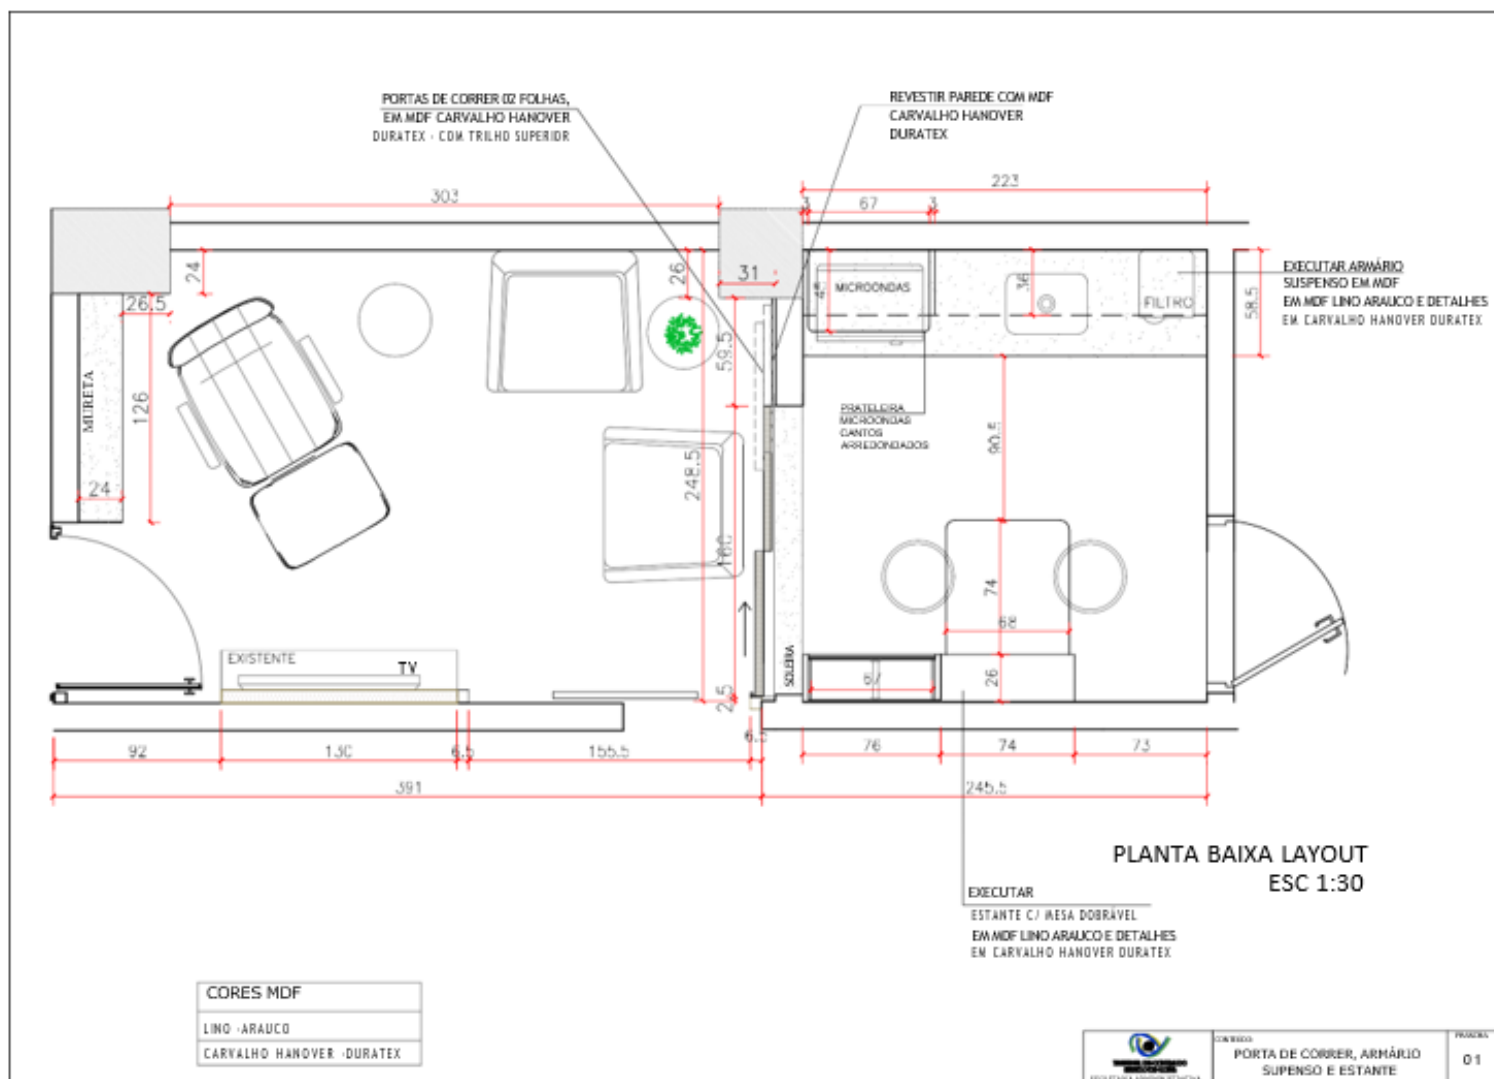 PORTAS DE CORRER 02 FOLHAS,
EM MDF CARVALHO HANOVER
DURATEX - COM TRILHO SUPERIOR
REVESTIR PAREDE COM MDF
CARVALHO HANOVER
DURATEX
303
223
3
67
3
24
26
31
45
MICROONDAS
36
FILTRO
58.5
EXECUTAR ARMÁRIO
SUSPENSO EM MDF
EM MDF LINO ARAUCO E DETALHES
EM CARVALHO HANOVER DURATEX
26.5
59.5
MURETA
126
24
PRATELEIRA
MICROONDAS
CANTOS
ARREDONDADOS
90.5
248.5
160
74
68
EXISTENTE
TV
SOLEIRA
67
26
2.5
92
130
6.5
155.5
6.5
76
74
73
391
245.5
PLANTA BAIXA LAYOUT
ESC 1:30
EXECUTAR
ESTANTE C/ MESA DOBRÁVEL
EM MDF LINO ARAUCO E DETALHES
EM CARVALHO HANOVER DURATEX
CORES MDF
LINO -ARAUCO
CARVALHO HANOVER -DURATEX
PORTA DE CORRER, ARMÁRIO
SUPENSO E ESTANTE
01